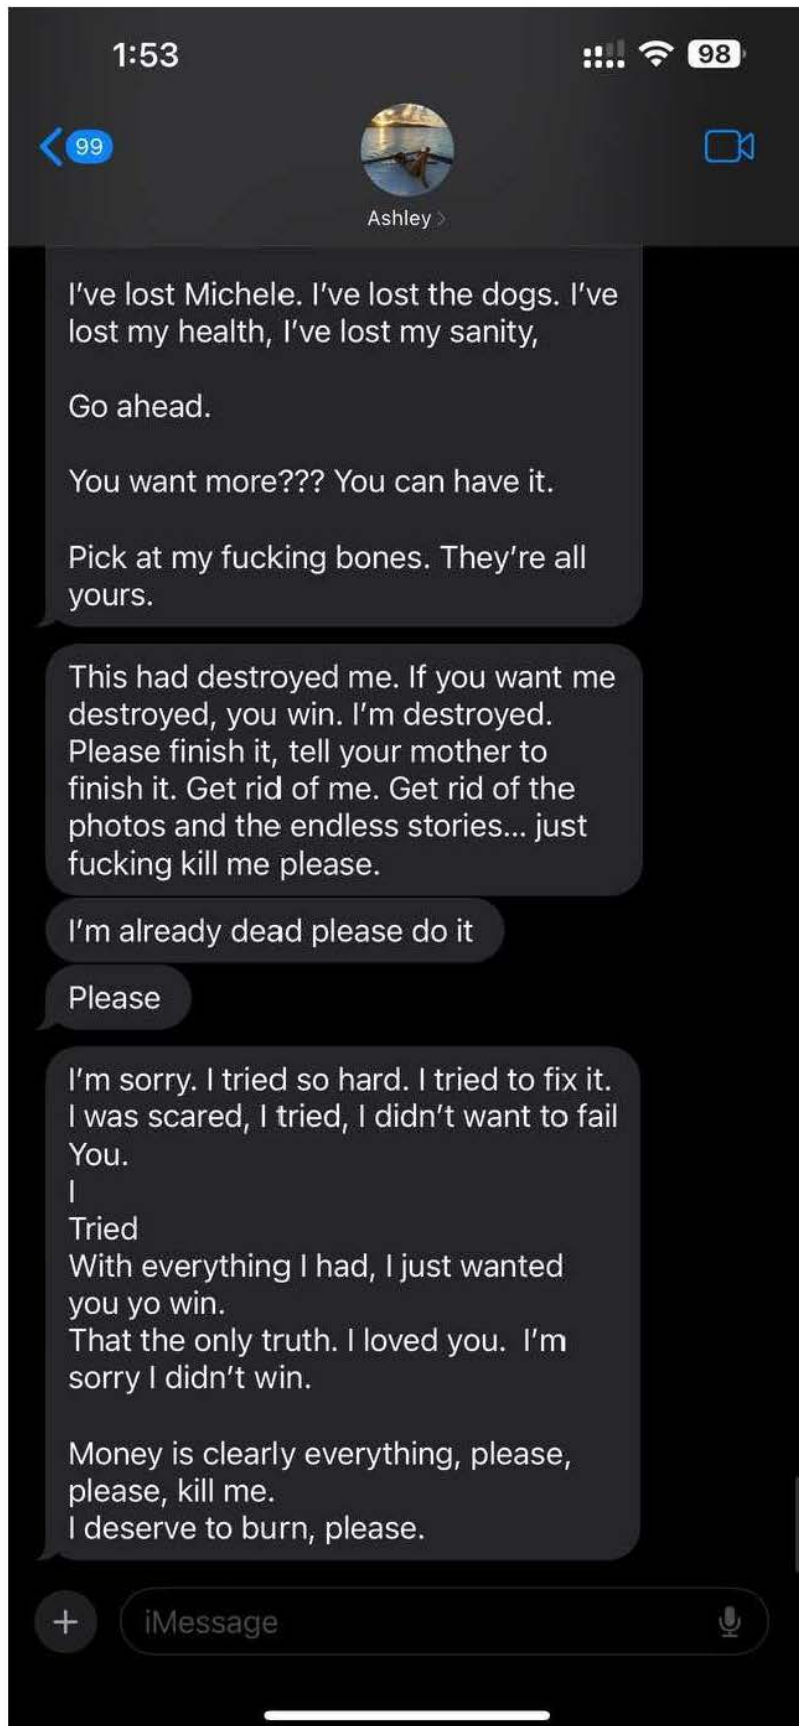 1:53
98
99
Ashley
I've lost Michele. I've lost the dogs. I've
lost my health, I've lost my sanity,
Go ahead.
You want more??? You can have it.
Pick at my fucking bones. They're all
yours.
This had destroyed me. If you want me
destroyed, you win. I'm destroyed.
Please finish it, tell your mother to
finish it. Get rid of me. Get rid of the
photos and the endless stories... just
fucking kill me please.
I'm already dead please do it
Please
I'm sorry. I tried so hard. I tried to fix it.
I was scared, I tried, I didn't want to fail
You.
I
Tried
With everything I had, I just wanted
you yo win.
That the only truth. I loved you.  I'm
sorry I didn't win.
Money is clearly everything, please,
please, kill me.
I deserve to burn, please.
iMessage